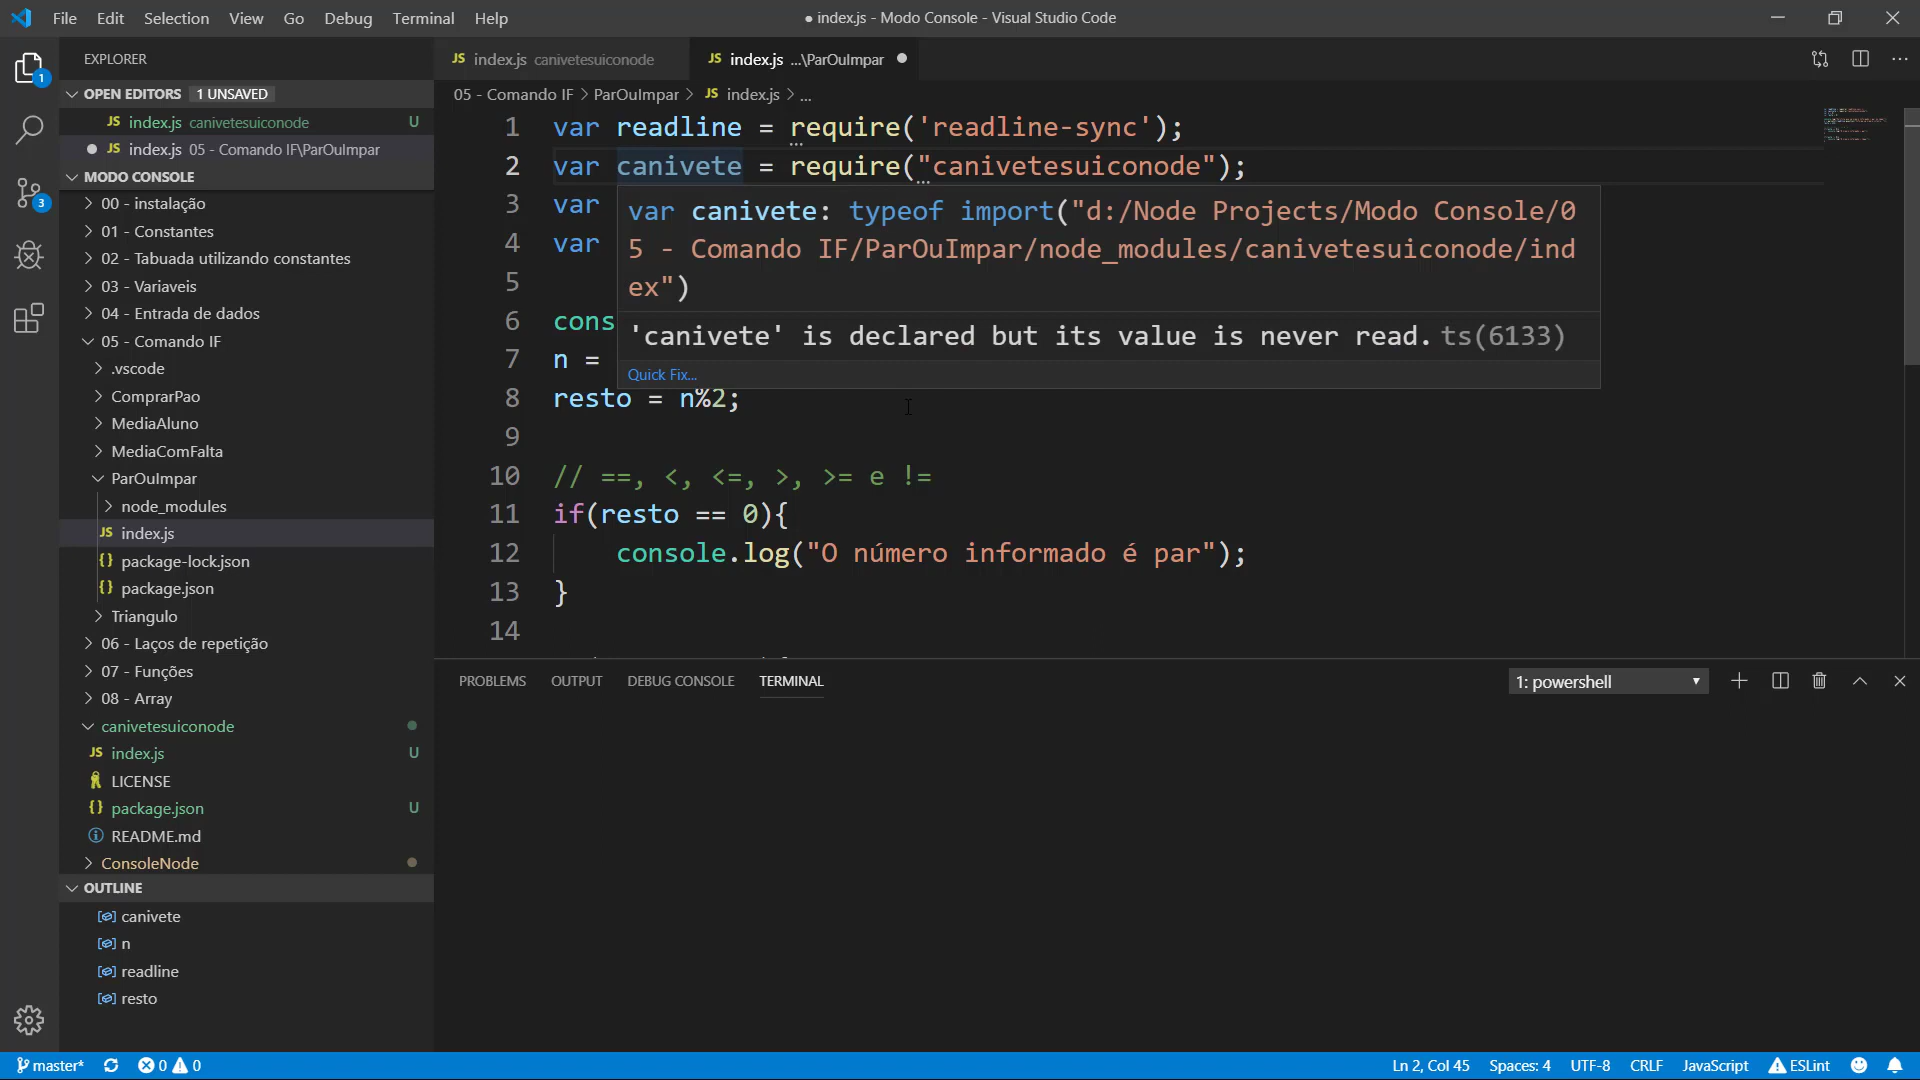 File Edit Selection View Go Debug Terminal Help
● index.js - Modo Console - Visual Studio Code
EXPLORER
OPEN EDITORS 1 UNSAVED
JS index.js canivetesuiconode U
● JS index.js 05 - Comando IF\ParOuImpar
MODO CONSOLE
00 - instalação
01 - Constantes
02 - Tabuada utilizando constantes
03 - Variaveis
04 - Entrada de dados
05 - Comando IF
.vscode
ComprarPao
MediaAluno
MediaComFalta
ParOuImpar
node_modules
JS index.js
{} package-lock.json
{} package.json
Triangulo
06 - Laços de repetição
07 - Funções
08 - Array
canivetesuiconode
JS index.js U
LICENSE
{} package.json U
README.md
ConsoleNode
OUTLINE
canivete
n
readline
resto
JS index.js canivetesuiconode
JS index.js ...\ParOuImpar
05 - Comando IF > ParOuImpar > JS index.js > ...
1 var readline = require('readline-sync');
2 var canivete = require("canivetesuiconode");
3 var
4 var
5
6 cons
7 n =
8 resto = n%2;
9
10 // ==, <, <=, >, >= e !=
11 if(resto == 0){
12 console.log("O número informado é par");
13 }
14
var canivete: typeof import("d:/Node Projects/Modo Console/0
5 - Comando IF/ParOuImpar/node_modules/canivetesuiconode/ind
ex")
'canivete' is declared but its value is never read. ts(6133)
Quick Fix...
PROBLEMS OUTPUT DEBUG CONSOLE TERMINAL
1: powershell
1
3
master* 0 0
Ln 2, Col 45 Spaces: 4 UTF-8 CRLF JavaScript ESLint